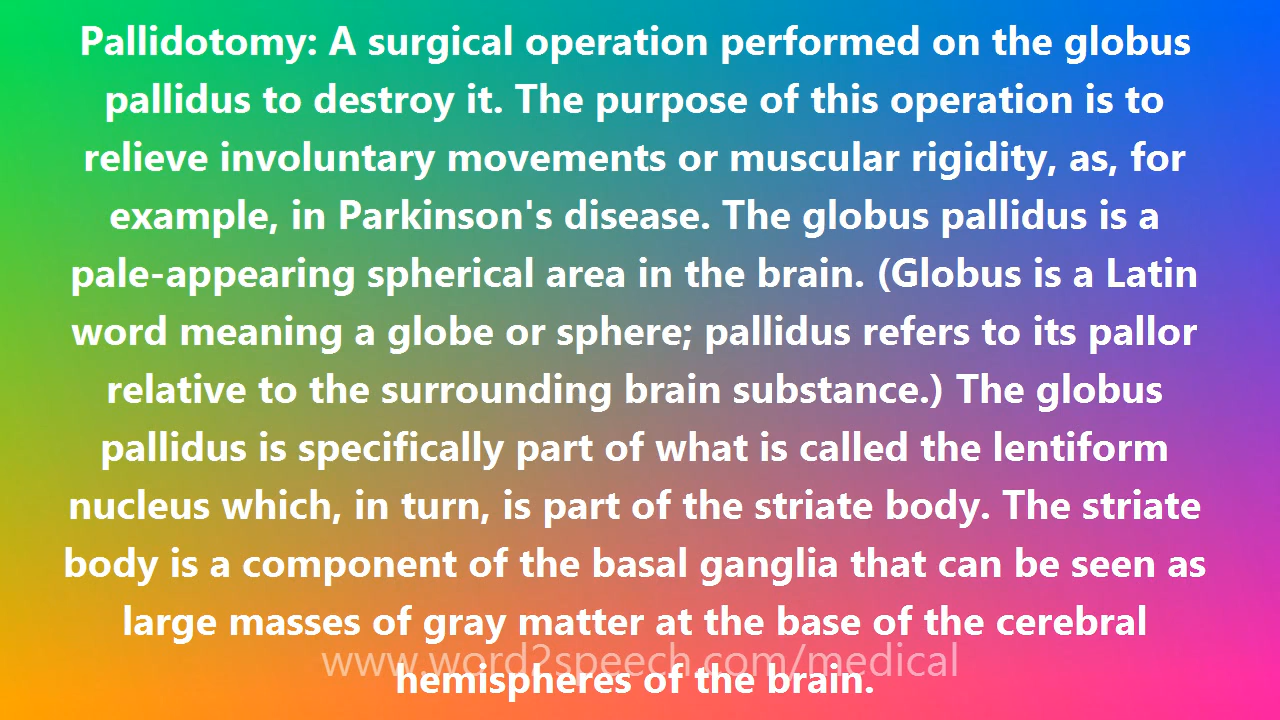 Pallidotomy: A surgical operation performed on the globus
pallidus to destroy it. The purpose of this operation is to
relieve involuntary movements or muscular rigidity, as, for
example, in Parkinson's disease. The globus pallidus is a
pale-appearing spherical area in the brain. (Globus is a Latin
word meaning a globe or sphere; pallidus refers to its pallor
relative to the surrounding brain substance.) The globus
pallidus is specifically part of what is called the lentiform
nucleus which, in turn, is part of the striate body. The striate
body is a component of the basal ganglia that can be seen as
large masses of gray matter at the base of the cerebral
www.word2speech.com/medical
hemispheres of the brain.